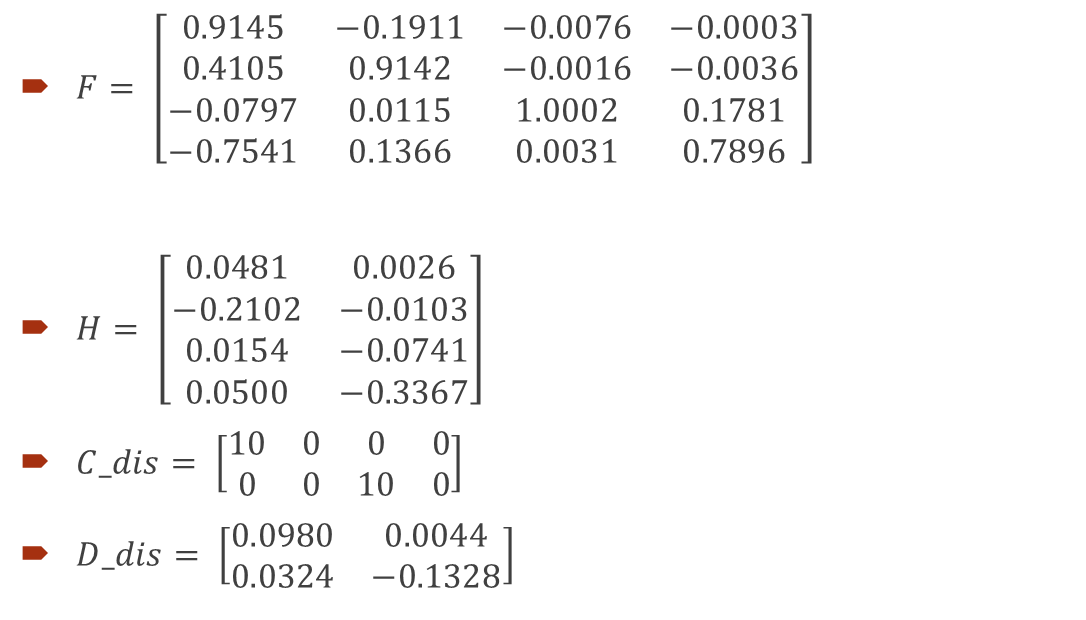 F = [0.9145 −0.1911 −0.0076 −0.0003
0.4105 0.9142 −0.0016 −0.0036
−0.0797 0.0115 1.0002 0.1781
−0.7541 0.1366 0.0031 0.7896]
H = [0.0481 0.0026
−0.2102 −0.0103
0.0154 −0.0741
0.0500 −0.3367]
C_dis = [10 0 0 0
0 0 10 0]
D_dis = [0.0980 0.0044
0.0324 −0.1328]